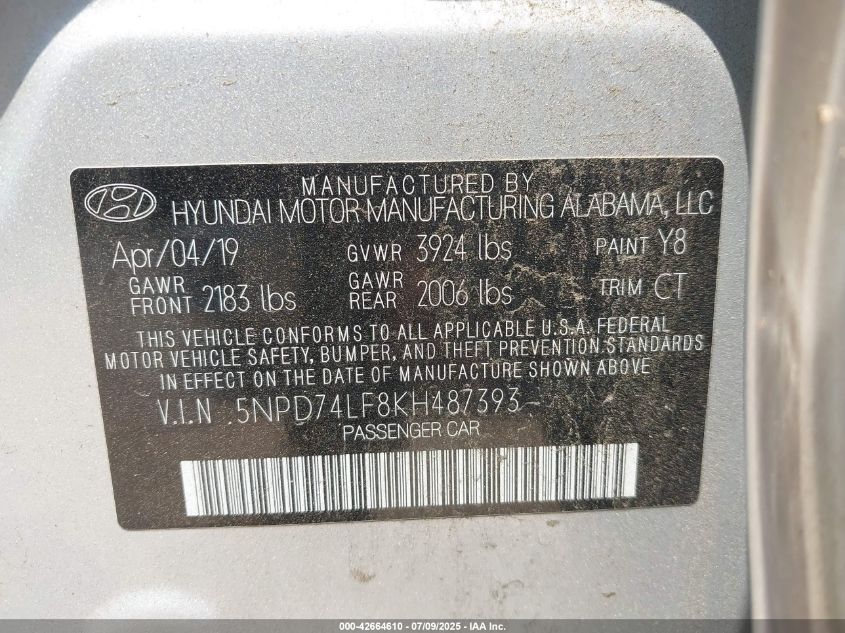 MANUFACTURED BY
HYUNDAI MOTOR MANUFACTURING ALABAMA, LLC
Apr/04/19 GVWR 3924 lbs PAINT Y8
GAWR FRONT 2183 lbs GAWR REAR 2006 lbs TRIM CT
THIS VEHICLE CONFORMS TO ALL APPLICABLE U.S.A. FEDERAL
MOTOR VEHICLE SAFETY, BUMPER, AND THEFT PREVENTION STANDARDS
IN EFFECT ON THE DATE OF MANUFACTURE SHOWN ABOVE
V.I.N 5NPD74LF8KH487393
PASSENGER CAR
000-42664610 - 07/09/2025 - IAA Inc.